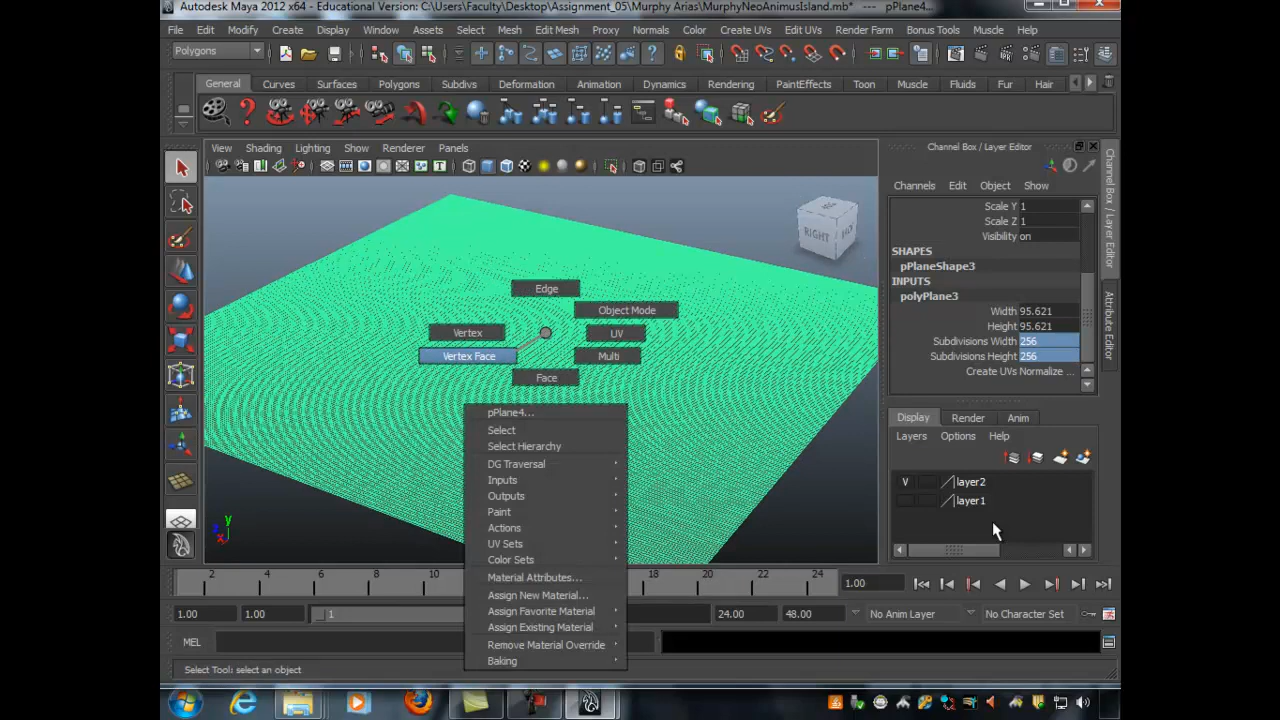 Autodesk Maya 2012 x64 - Educational Version: C:\Users\Faculty\Desktop\Assignment_05\Murphy Arias\MurphyNeoAnimusIsland.mb* --- pPlane4...
File Edit Modify Create Display Window Assets Select Mesh Edit Mesh Proxy Normals Color Create UVs Edit UVs Render Farm Bonus Tools Muscle Help
Polygons
General Curves Surfaces Polygons Subdivs Deformation Animation Dynamics Rendering PaintEffects Toon Muscle Fluids Fur Hair
View Shading Lighting Show Renderer Panels
Channel Box / Layer Editor
Channels Edit Object Show
Scale Y 1
Scale Z 1
Visibility on
SHAPES
pPlaneShape3
INPUTS
polyPlane3
Width 95.621
Height 95.621
Subdivisions Width 256
Subdivisions Height 256
Create UVs Normalize ...
Channel Box / Layer Editor
Attribute Editor
RIGHT
Edge
Object Mode
Vertex
UV
Vertex Face
Multi
Face
pPlane4...
Select
Select Hierarchy
DG Traversal
Inputs
Outputs
Paint
Actions
UV Sets
Color Sets
Material Attributes...
Assign New Material...
Assign Favorite Material
Assign Existing Material
Remove Material Override
Baking
Display Render Anim
Layers Options Help
V layer2
layer1
y
z x
2 4 6 8 10 18 20 22 24 1.00
1.00 1.00 1 24.00 48.00 No Anim Layer No Character Set
MEL
Select Tool: select an object